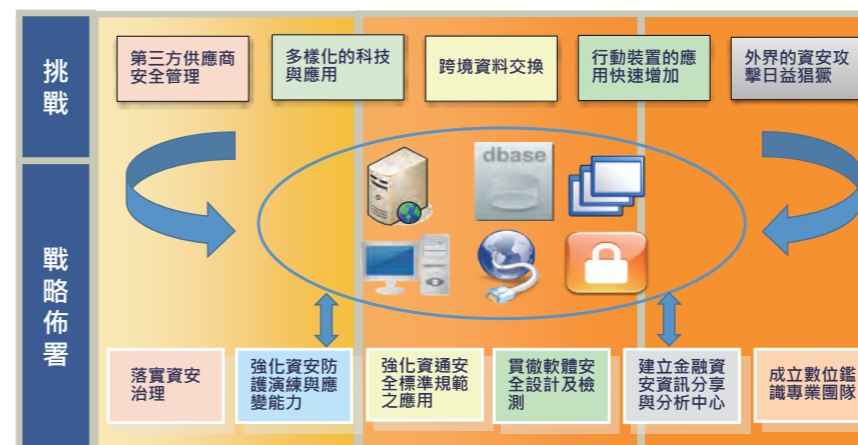 挑
戰
第三方供應商
安全管理
多樣化的科技
與應用
跨境資料交換
行動裝置的應
用快速增加
外界的資安攻
擊日益猖獗
dbase
戰
略
佈
署
落實資安
治理
強化資安防
護演練與應
變能力
強化資通安
全標準規範
之應用
貫徹軟體安
全設計及檢
測
建立金融資
安資訊分享
與分析中心
成立數位鑑
識專業團隊